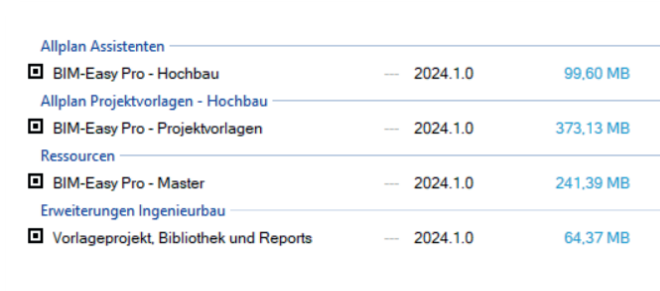 Allplan Assistenten
BIM-Easy Pro - Hochbau --- 2024.1.0 99,60 MB
Allplan Projektvorlagen - Hochbau
BIM-Easy Pro - Projektvorlagen --- 2024.1.0 373,13 MB
Ressourcen
BIM-Easy Pro - Master --- 2024.1.0 241,39 MB
Erweiterungen Ingenieurbau
Vorlageprojekt, Bibliothek und Reports --- 2024.1.0 64,37 MB